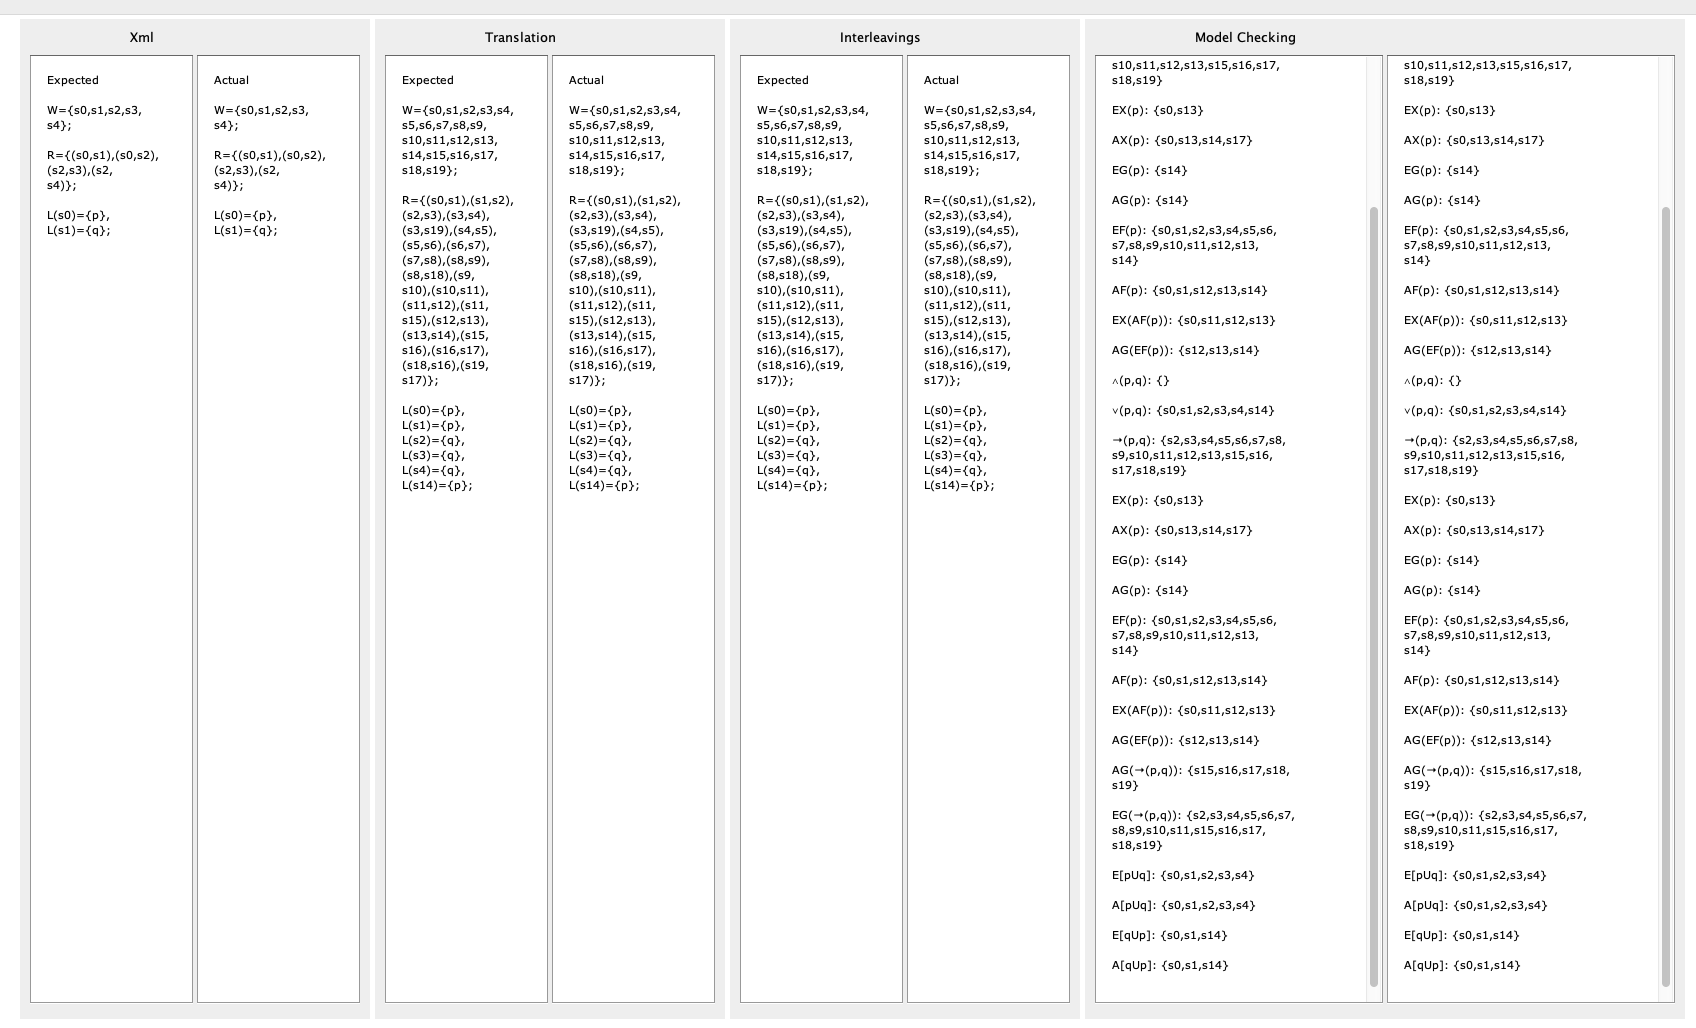 Xml
Expected
W={s0,s1,s2,s3,
s4};
R={(s0,s1),(s0,s2),
(s2,s3),(s2,
s4)};
L(s0)={p},
L(s1)={q};
Actual
W={s0,s1,s2,s3,
s4};
R={(s0,s1),(s0,s2),
(s2,s3),(s2,
s4)};
L(s0)={p},
L(s1)={q};
Translation
Expected
W={s0,s1,s2,s3,s4,
s5,s6,s7,s8,s9,
s10,s11,s12,s13,
s14,s15,s16,s17,
s18,s19};
R={(s0,s1),(s1,s2),
(s2,s3),(s3,s4),
(s3,s19),(s4,s5),
(s5,s6),(s6,s7),
(s7,s8),(s8,s9),
(s8,s18),(s9,
s10),(s10,s11),
(s11,s12),(s11,
s15),(s12,s13),
(s13,s14),(s15,
s16),(s16,s17),
(s18,s16),(s19,
s17)};
L(s0)={p},
L(s1)={p},
L(s2)={q},
L(s3)={q},
L(s4)={q},
L(s14)={p};
Actual
W={s0,s1,s2,s3,s4,
s5,s6,s7,s8,s9,
s10,s11,s12,s13,
s14,s15,s16,s17,
s18,s19};
R={(s0,s1),(s1,s2),
(s2,s3),(s3,s4),
(s3,s19),(s4,s5),
(s5,s6),(s6,s7),
(s7,s8),(s8,s9),
(s8,s18),(s9,
s10),(s10,s11),
(s11,s12),(s11,
s15),(s12,s13),
(s13,s14),(s15,
s16),(s16,s17),
(s18,s16),(s19,
s17)};
L(s0)={p},
L(s1)={p},
L(s2)={q},
L(s3)={q},
L(s4)={q},
L(s14)={p};
Interleavings
Expected
W={s0,s1,s2,s3,s4,
s5,s6,s7,s8,s9,
s10,s11,s12,s13,
s14,s15,s16,s17,
s18,s19};
R={(s0,s1),(s1,s2),
(s2,s3),(s3,s4),
(s3,s19),(s4,s5),
(s5,s6),(s6,s7),
(s7,s8),(s8,s9),
(s8,s18),(s9,
s10),(s10,s11),
(s11,s12),(s11,
s15),(s12,s13),
(s13,s14),(s15,
s16),(s16,s17),
(s18,s16),(s19,
s17)};
L(s0)={p},
L(s1)={p},
L(s2)={q},
L(s3)={q},
L(s4)={q},
L(s14)={p};
Actual
W={s0,s1,s2,s3,s4,
s5,s6,s7,s8,s9,
s10,s11,s12,s13,
s14,s15,s16,s17,
s18,s19};
R={(s0,s1),(s1,s2),
(s2,s3),(s3,s4),
(s3,s19),(s4,s5),
(s5,s6),(s6,s7),
(s7,s8),(s8,s9),
(s8,s18),(s9,
s10),(s10,s11),
(s11,s12),(s11,
s15),(s12,s13),
(s13,s14),(s15,
s16),(s16,s17),
(s18,s16),(s19,
s17)};
L(s0)={p},
L(s1)={p},
L(s2)={q},
L(s3)={q},
L(s4)={q},
L(s14)={p};
Model Checking
s10,s11,s12,s13,s15,s16,s17,
s18,s19}
EX(p): {s0,s13}
AX(p): {s0,s13,s14,s17}
EG(p): {s14}
AG(p): {s14}
EF(p): {s0,s1,s2,s3,s4,s5,s6,
s7,s8,s9,s10,s11,s12,s13,
s14}
AF(p): {s0,s1,s12,s13,s14}
EX(AF(p)): {s0,s11,s12,s13}
AG(EF(p)): {s12,s13,s14}
∧(p,q): {}
∨(p,q): {s0,s1,s2,s3,s4,s14}
→(p,q): {s2,s3,s4,s5,s6,s7,s8,
s9,s10,s11,s12,s13,s15,s16,
s17,s18,s19}
EX(p): {s0,s13}
AX(p): {s0,s13,s14,s17}
EG(p): {s14}
AG(p): {s14}
EF(p): {s0,s1,s2,s3,s4,s5,s6,
s7,s8,s9,s10,s11,s12,s13,
s14}
AF(p): {s0,s1,s12,s13,s14}
EX(AF(p)): {s0,s11,s12,s13}
AG(EF(p)): {s12,s13,s14}
AG(→(p,q)): {s15,s16,s17,s18,
s19}
EG(→(p,q)): {s2,s3,s4,s5,s6,s7,
s8,s9,s10,s11,s15,s16,s17,
s18,s19}
E[pUq]: {s0,s1,s2,s3,s4}
A[pUq]: {s0,s1,s2,s3,s4}
E[qUp]: {s0,s1,s14}
A[qUp]: {s0,s1,s14}
s10,s11,s12,s13,s15,s16,s17,
s18,s19}
EX(p): {s0,s13}
AX(p): {s0,s13,s14,s17}
EG(p): {s14}
AG(p): {s14}
EF(p): {s0,s1,s2,s3,s4,s5,s6,
s7,s8,s9,s10,s11,s12,s13,
s14}
AF(p): {s0,s1,s12,s13,s14}
EX(AF(p)): {s0,s11,s12,s13}
AG(EF(p)): {s12,s13,s14}
∧(p,q): {}
∨(p,q): {s0,s1,s2,s3,s4,s14}
→(p,q): {s2,s3,s4,s5,s6,s7,s8,
s9,s10,s11,s12,s13,s15,s16,
s17,s18,s19}
EX(p): {s0,s13}
AX(p): {s0,s13,s14,s17}
EG(p): {s14}
AG(p): {s14}
EF(p): {s0,s1,s2,s3,s4,s5,s6,
s7,s8,s9,s10,s11,s12,s13,
s14}
AF(p): {s0,s1,s12,s13,s14}
EX(AF(p)): {s0,s11,s12,s13}
AG(EF(p)): {s12,s13,s14}
AG(→(p,q)): {s15,s16,s17,s18,
s19}
EG(→(p,q)): {s2,s3,s4,s5,s6,s7,
s8,s9,s10,s11,s15,s16,s17,
s18,s19}
E[pUq]: {s0,s1,s2,s3,s4}
A[pUq]: {s0,s1,s2,s3,s4}
E[qUp]: {s0,s1,s14}
A[qUp]: {s0,s1,s14}